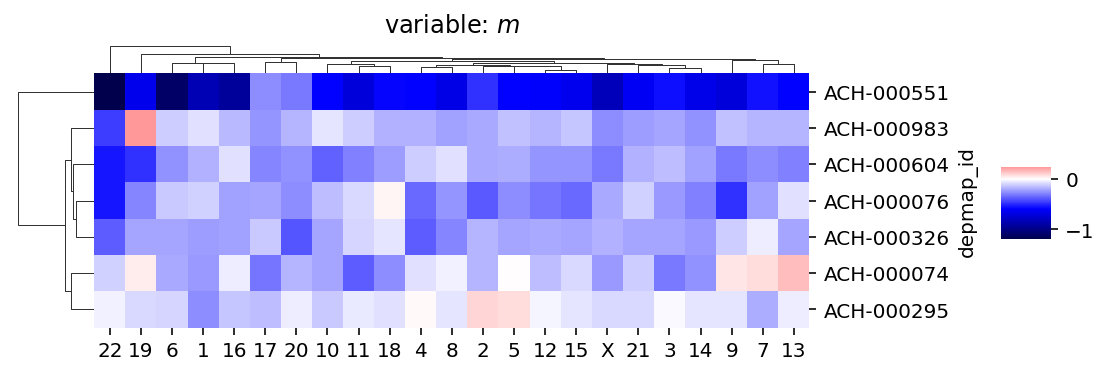 variable: m
ACH-000551
ACH-000983
ACH-000604
ACH-000076
ACH-000326
ACH-000074
ACH-000295
depmap_id
0
−1
22 19 6 1 16 17 20 10 11 18 4 8 2 5 12 15 X 21 3 14 9 7 13